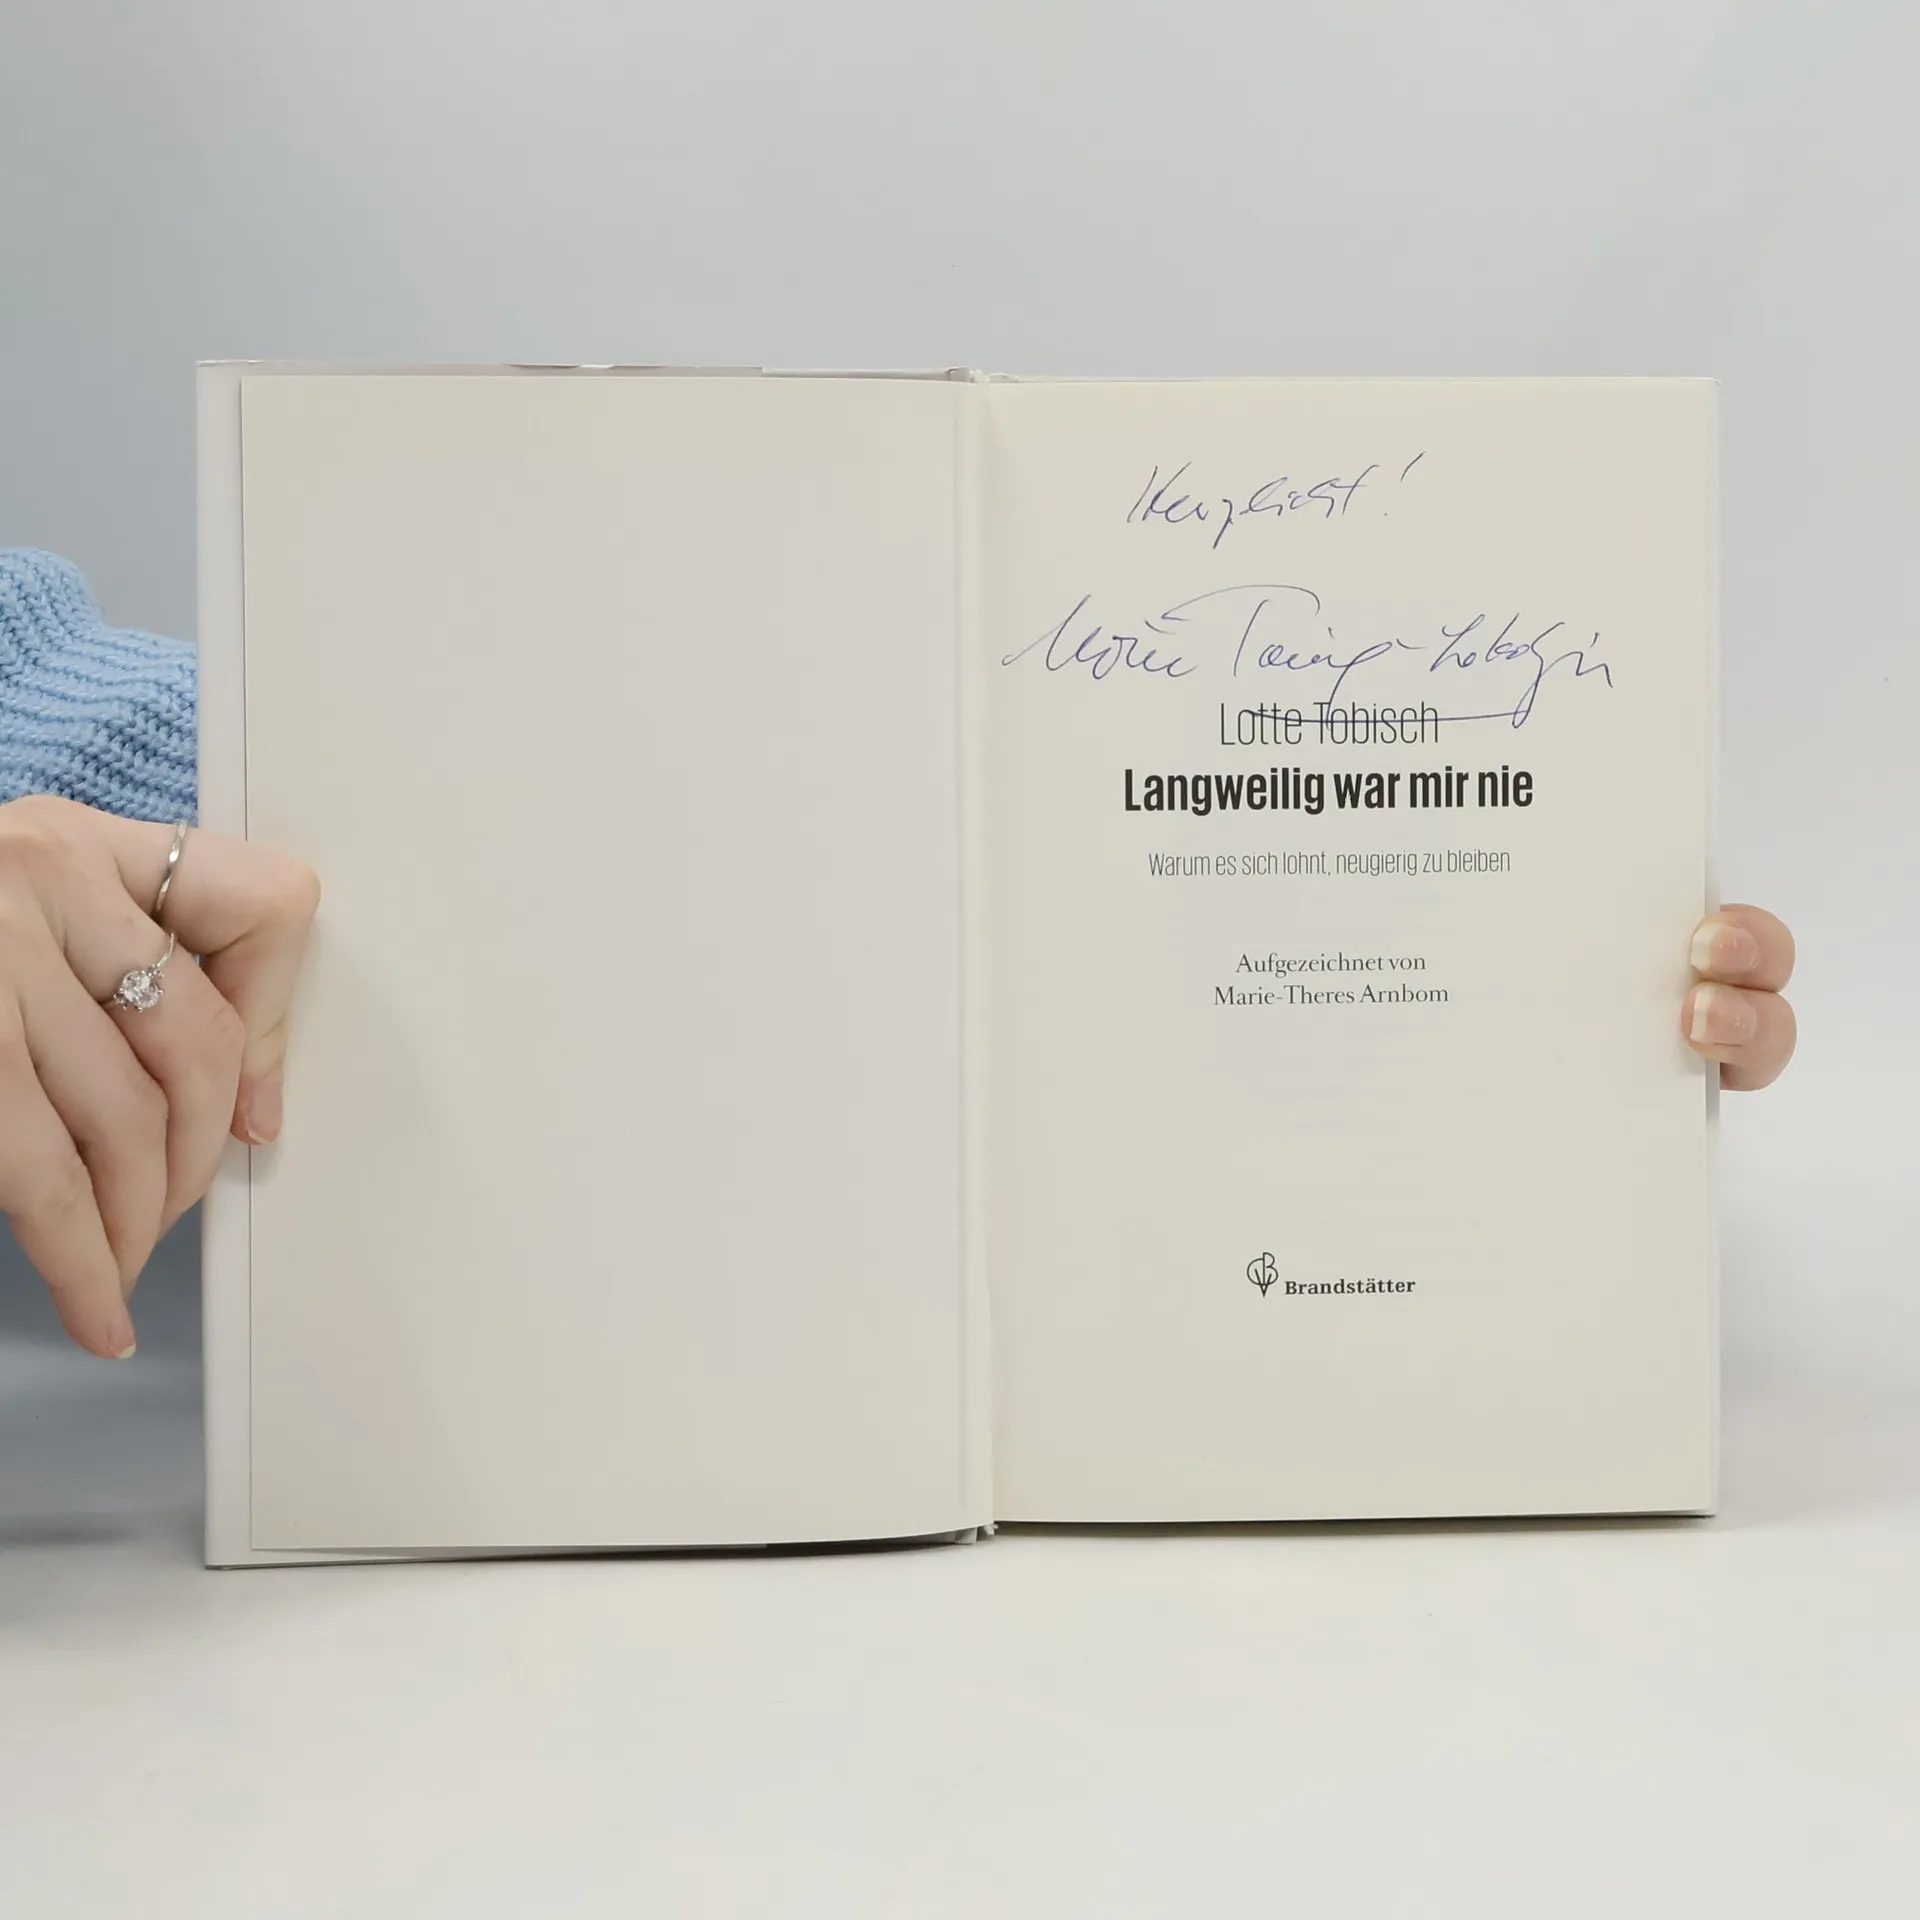 Herzlichst!
Lotte Tobisch
Langweilig war mir nie
Warum es sich lohnt, neugierig zu bleiben
Aufgezeichnet von
Marie-Theres Arnbom
Brandstätter